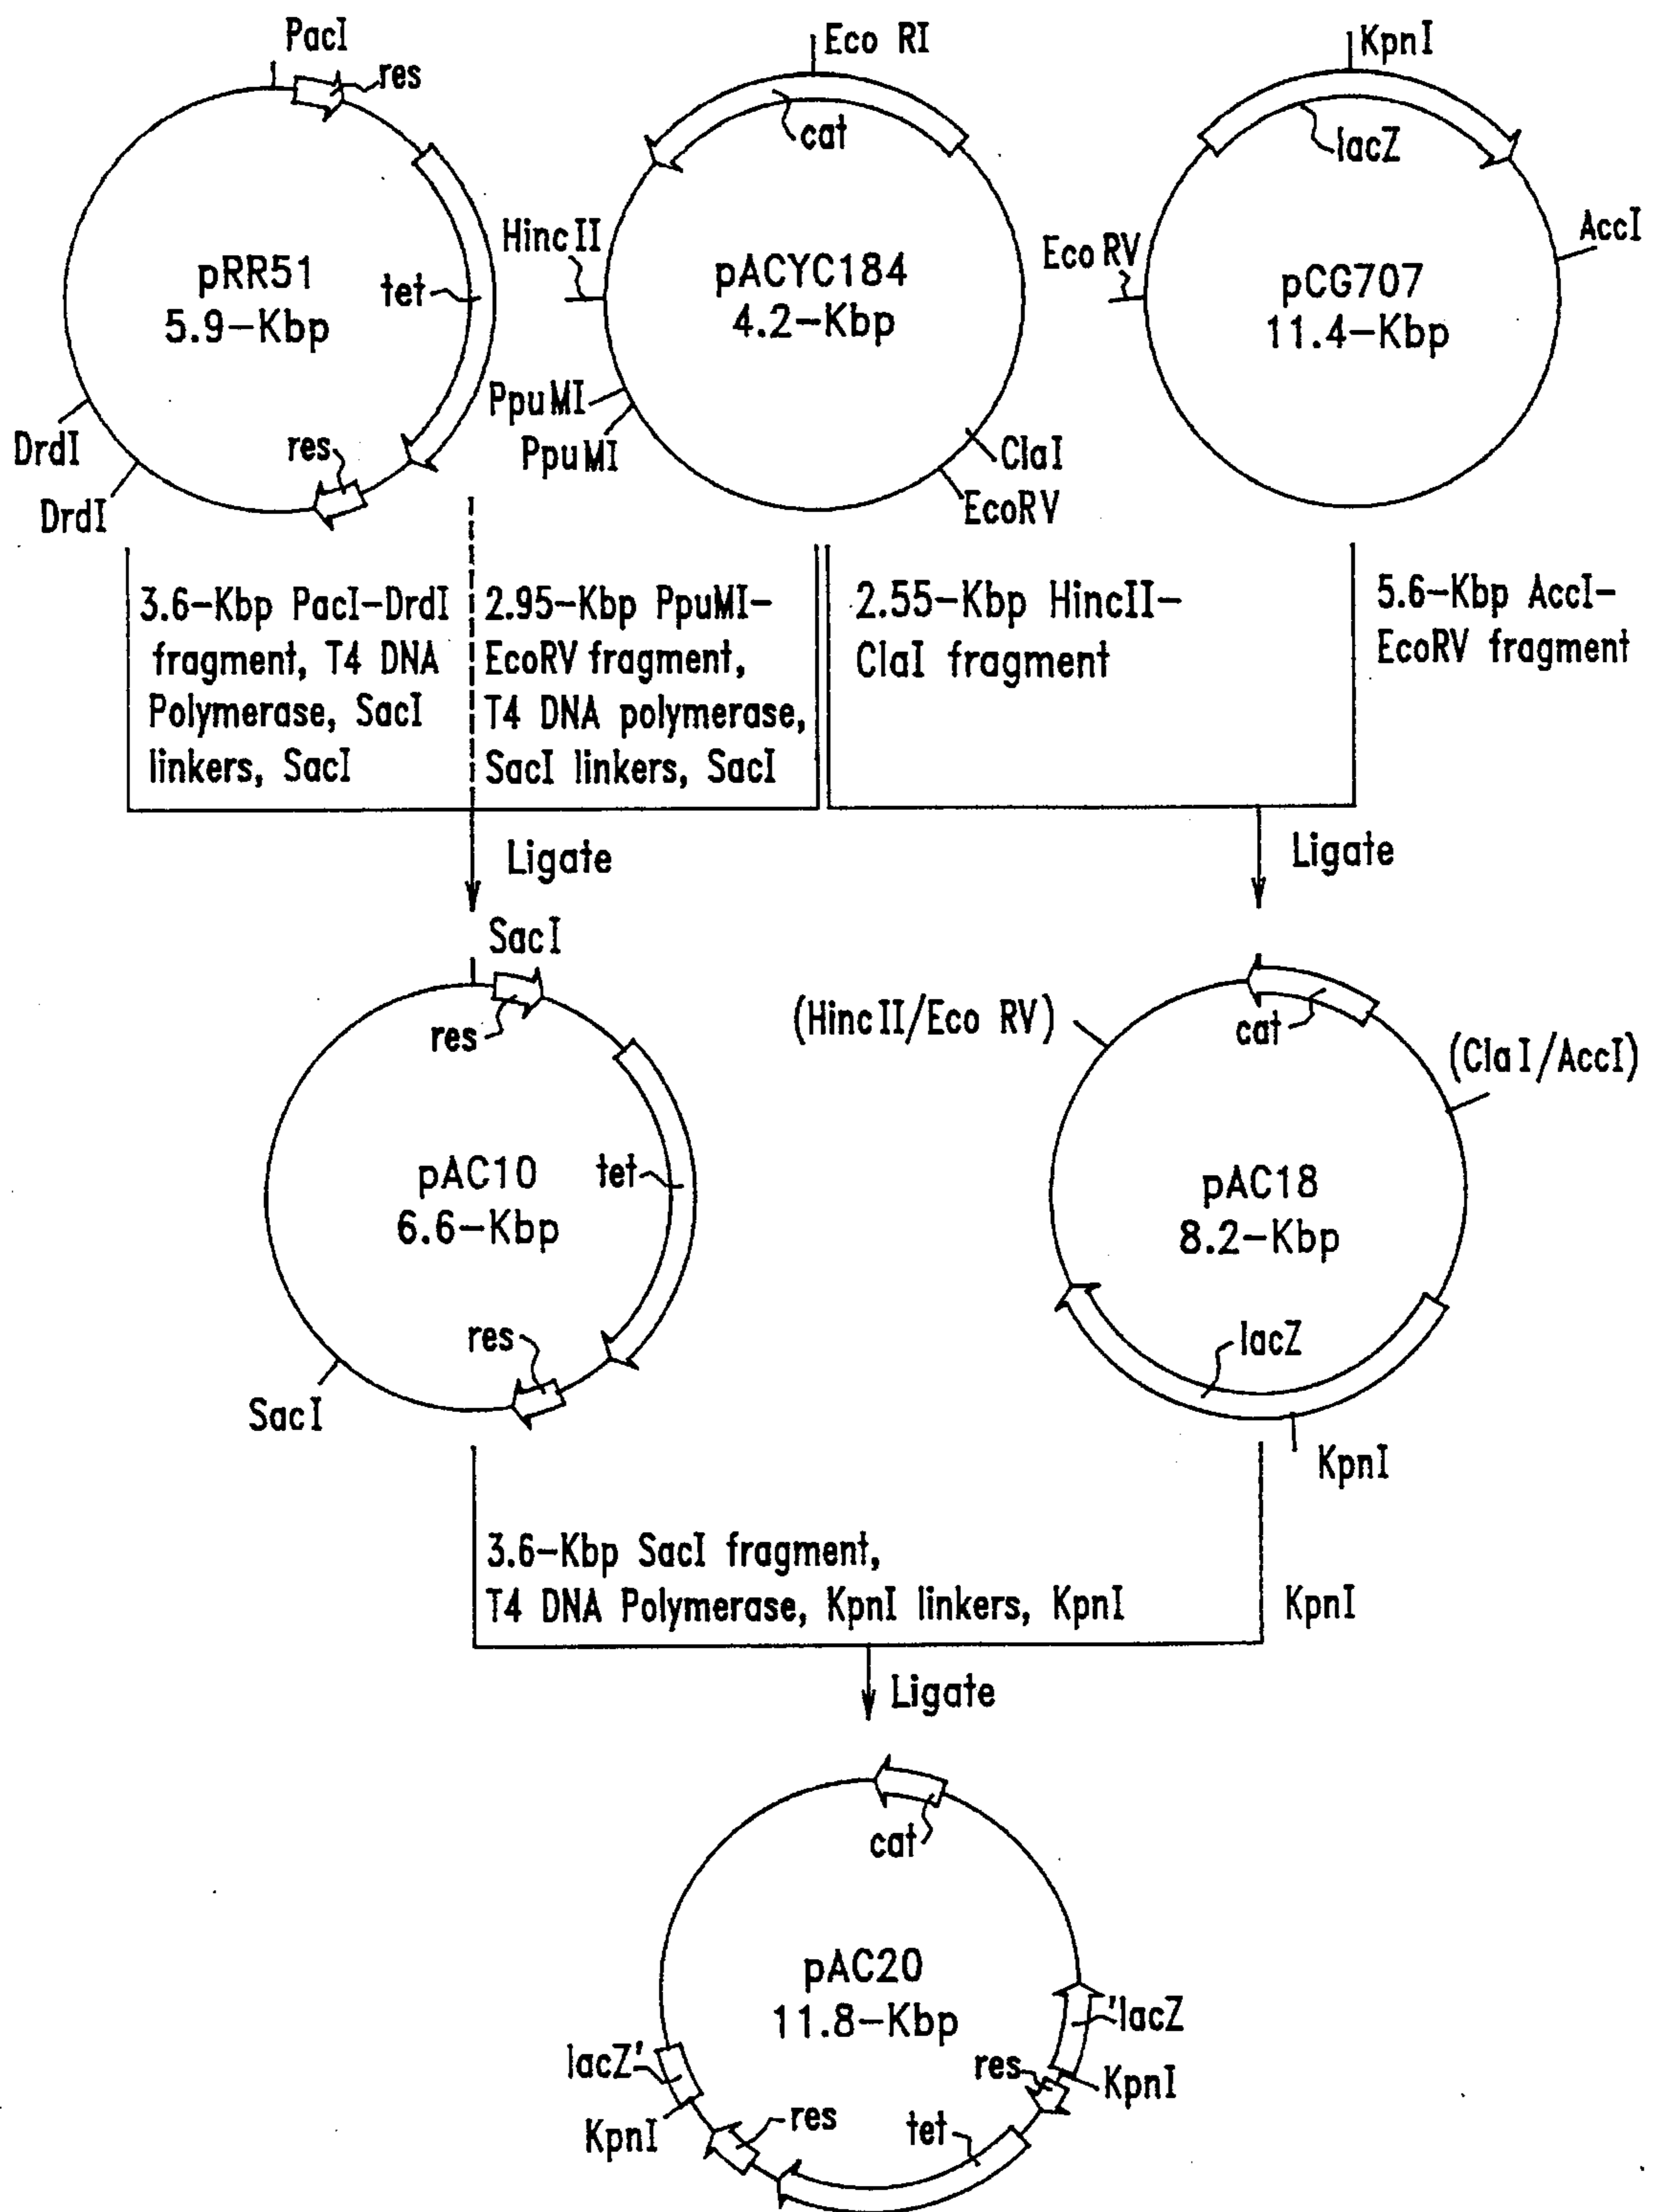 PacI
res
pRR51
5.9-Kbp
tet
DrdI
DrdI
res
Eco RI
cat
HincII
pACYC184
4.2-Kbp
PpuMI
PpuMI
ClaI
EcoRV
KpnI
lacZ
AccI
Eco RV
pCG707
11.4-Kbp
3.6-Kbp PacI-DrdI
fragment, T4 DNA
Polymerase, SacI
linkers, SacI
2.95-Kbp PpuMI-
EcoRV fragment,
T4 DNA polymerase,
SacI linkers, SacI
2.55-Kbp HincII-
ClaI fragment
5.6-Kbp AccI-
EcoRV fragment
Ligate
Ligate
SacI
res
pAC10
6.6-Kbp
tet
res
SacI
(HincII/Eco RV)
cat
(ClaI/AccI)
pAC18
8.2-Kbp
lacZ
KpnI
3.6-Kbp SacI fragment,
T4 DNA Polymerase, KpnI linkers, KpnI
KpnI
Ligate
cat
pAC20
11.8-Kbp
'lacZ
lacZ'
res
KpnI
KpnI
res
tet